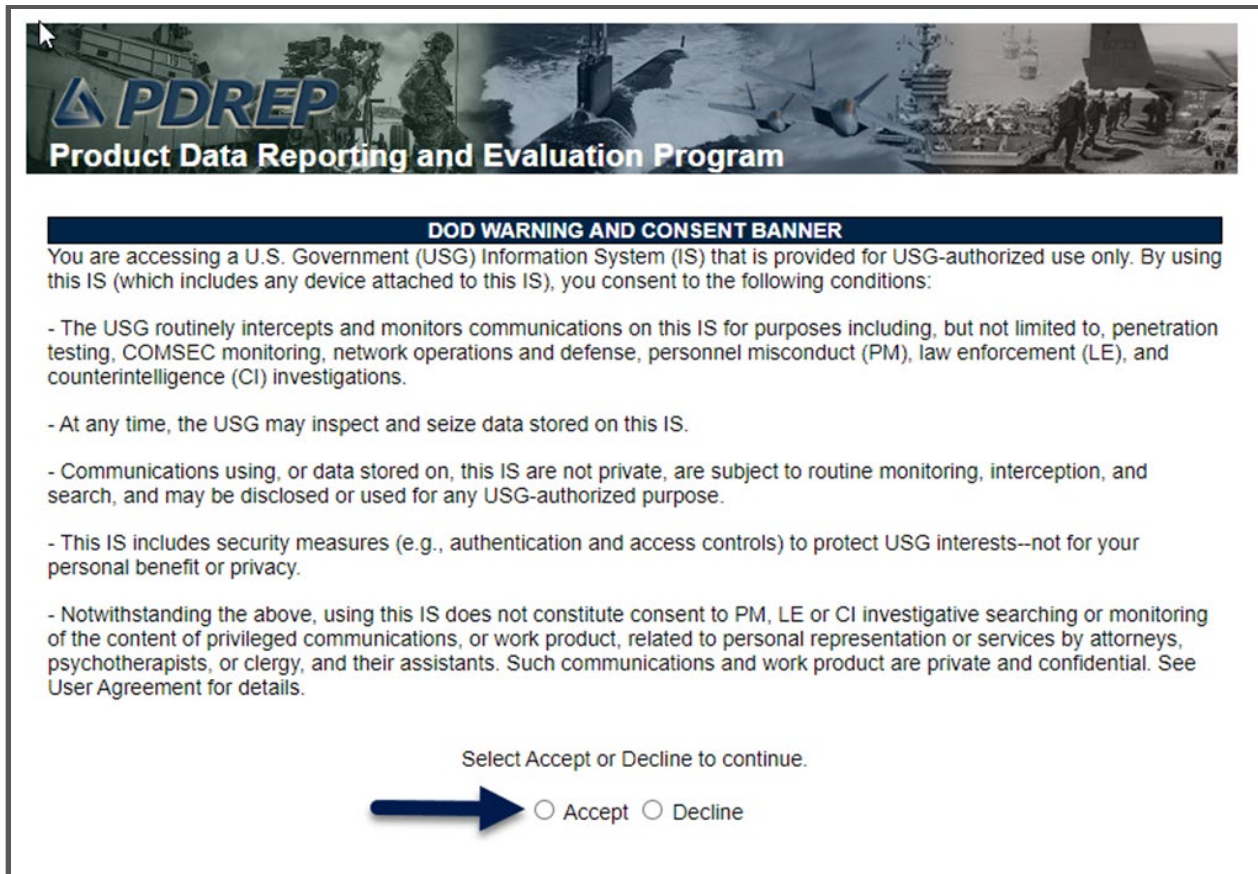 PDREP
Product Data Reporting and Evaluation Program
DOD WARNING AND CONSENT BANNER
You are accessing a U.S. Government (USG) Information System (IS) that is provided for USG-authorized use only. By using
this IS (which includes any device attached to this IS), you consent to the following conditions:
- The USG routinely intercepts and monitors communications on this IS for purposes including, but not limited to, penetration
testing, COMSEC monitoring, network operations and defense, personnel misconduct (PM), law enforcement (LE), and
counterintelligence (CI) investigations.
- At any time, the USG may inspect and seize data stored on this IS.
- Communications using, or data stored on, this IS are not private, are subject to routine monitoring, interception, and
search, and may be disclosed or used for any USG-authorized purpose.
- This IS includes security measures (e.g., authentication and access controls) to protect USG interests--not for your
personal benefit or privacy.
- Notwithstanding the above, using this IS does not constitute consent to PM, LE or CI investigative searching or monitoring
of the content of privileged communications, or work product, related to personal representation or services by attorneys,
psychotherapists, or clergy, and their assistants. Such communications and work product are private and confidential. See
User Agreement for details.
Select Accept or Decline to continue.
Accept Decline